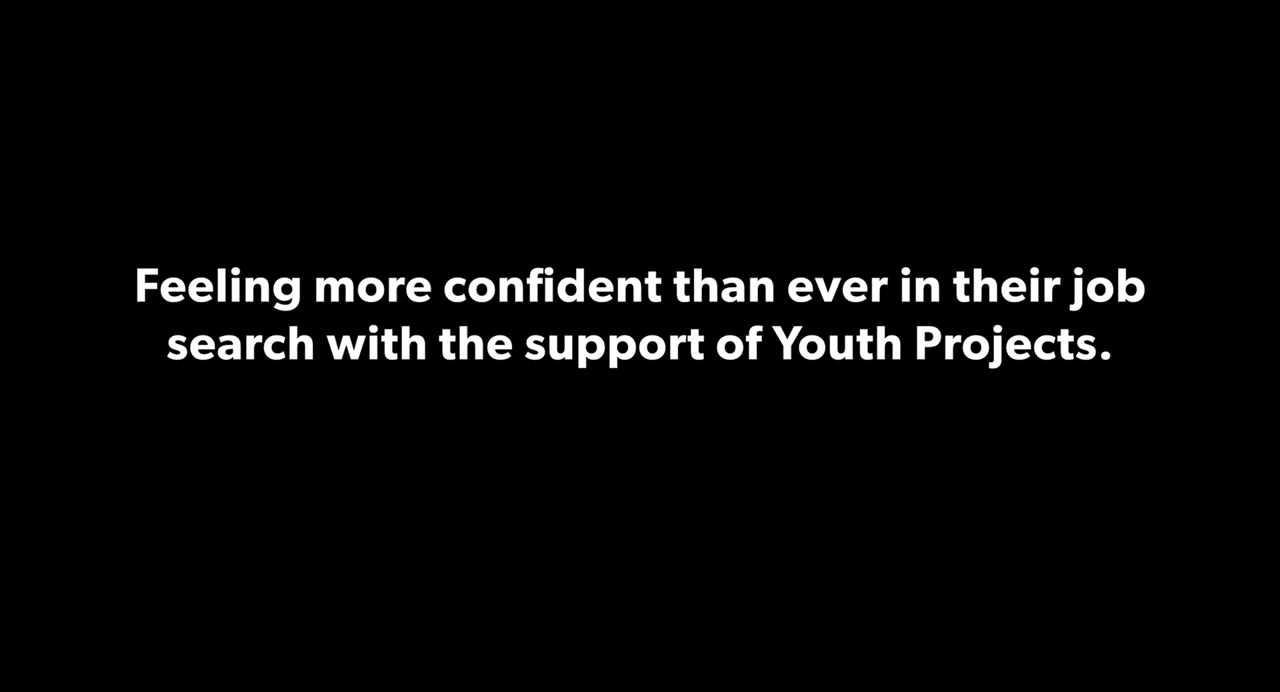 Feeling more confident than ever in their job
search with the support of Youth Projects.